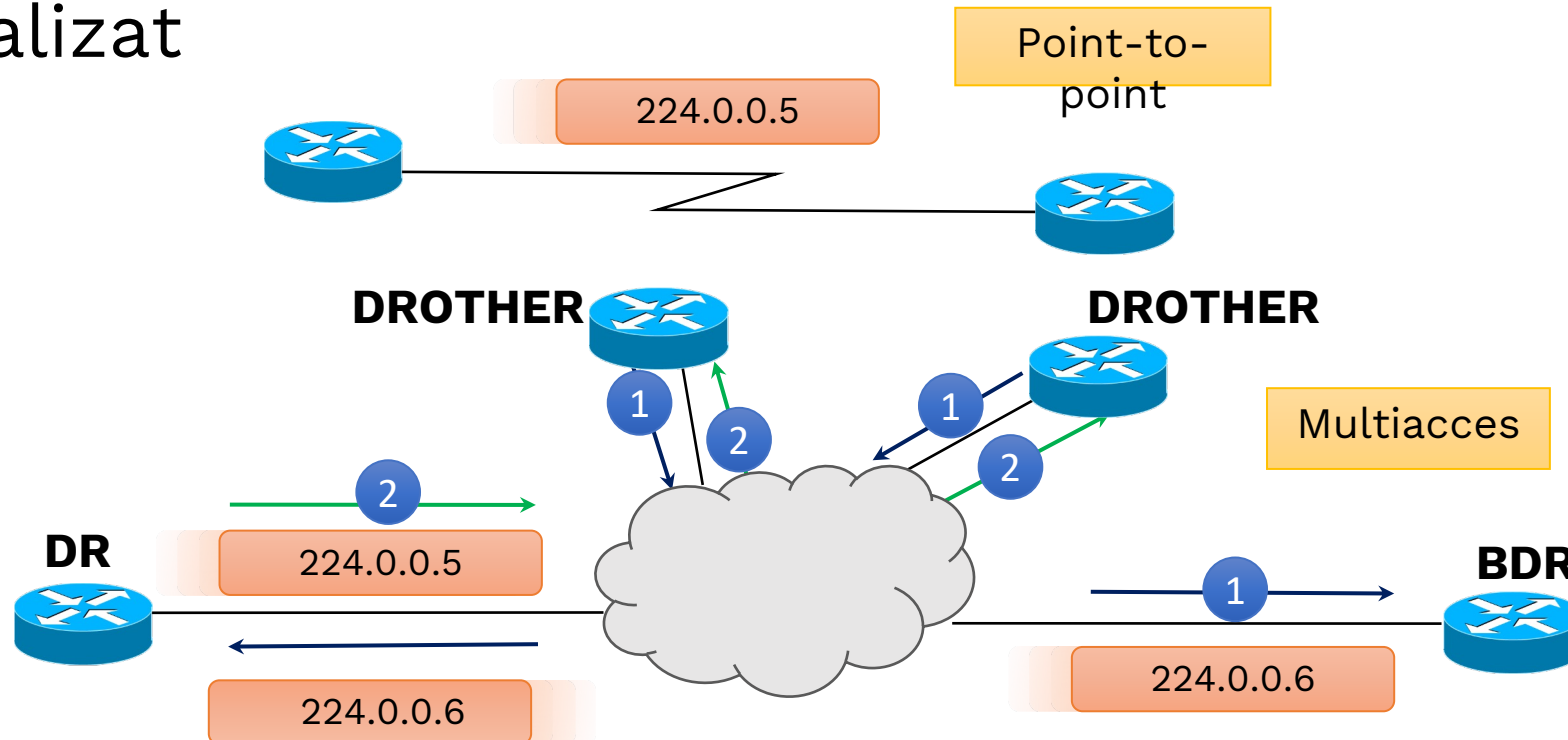 alizat
Point-to-
point
224.0.0.5
DROTHER
DROTHER
1
1
2
2
Multiacces
2
DR
224.0.0.5
BDR
1
224.0.0.6
224.0.0.6